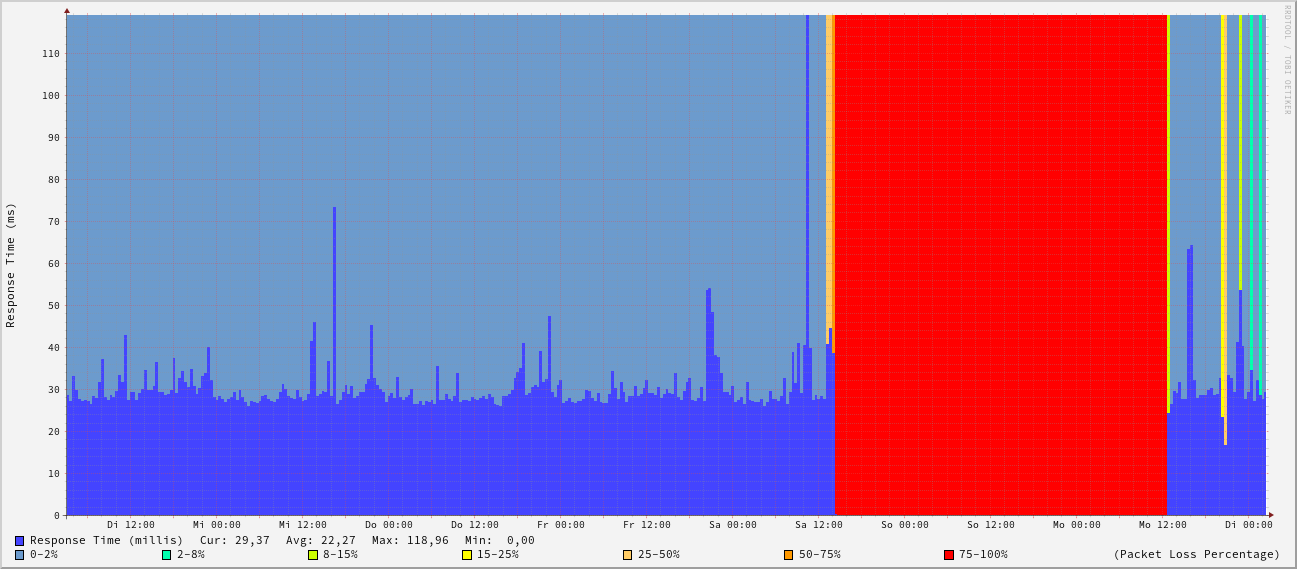 RRDTOOL / TOBI OETIKER
Response Time (ms)
110
100
90
80
70
60
50
40
30
20
10
0
Di 12:00 Mi 00:00 Mi 12:00 Do 00:00 Do 12:00 Fr 00:00 Fr 12:00 Sa 00:00 Sa 12:00 So 00:00 So 12:00 Mo 00:00 Mo 12:00 Di 00:00
Response Time (millis) Cur: 29,37 Avg: 22,27 Max: 118,96 Min: 0,00
0-2% 2-8% 8-15% 15-25% 25-50% 50-75% 75-100% (Packet Loss Percentage)